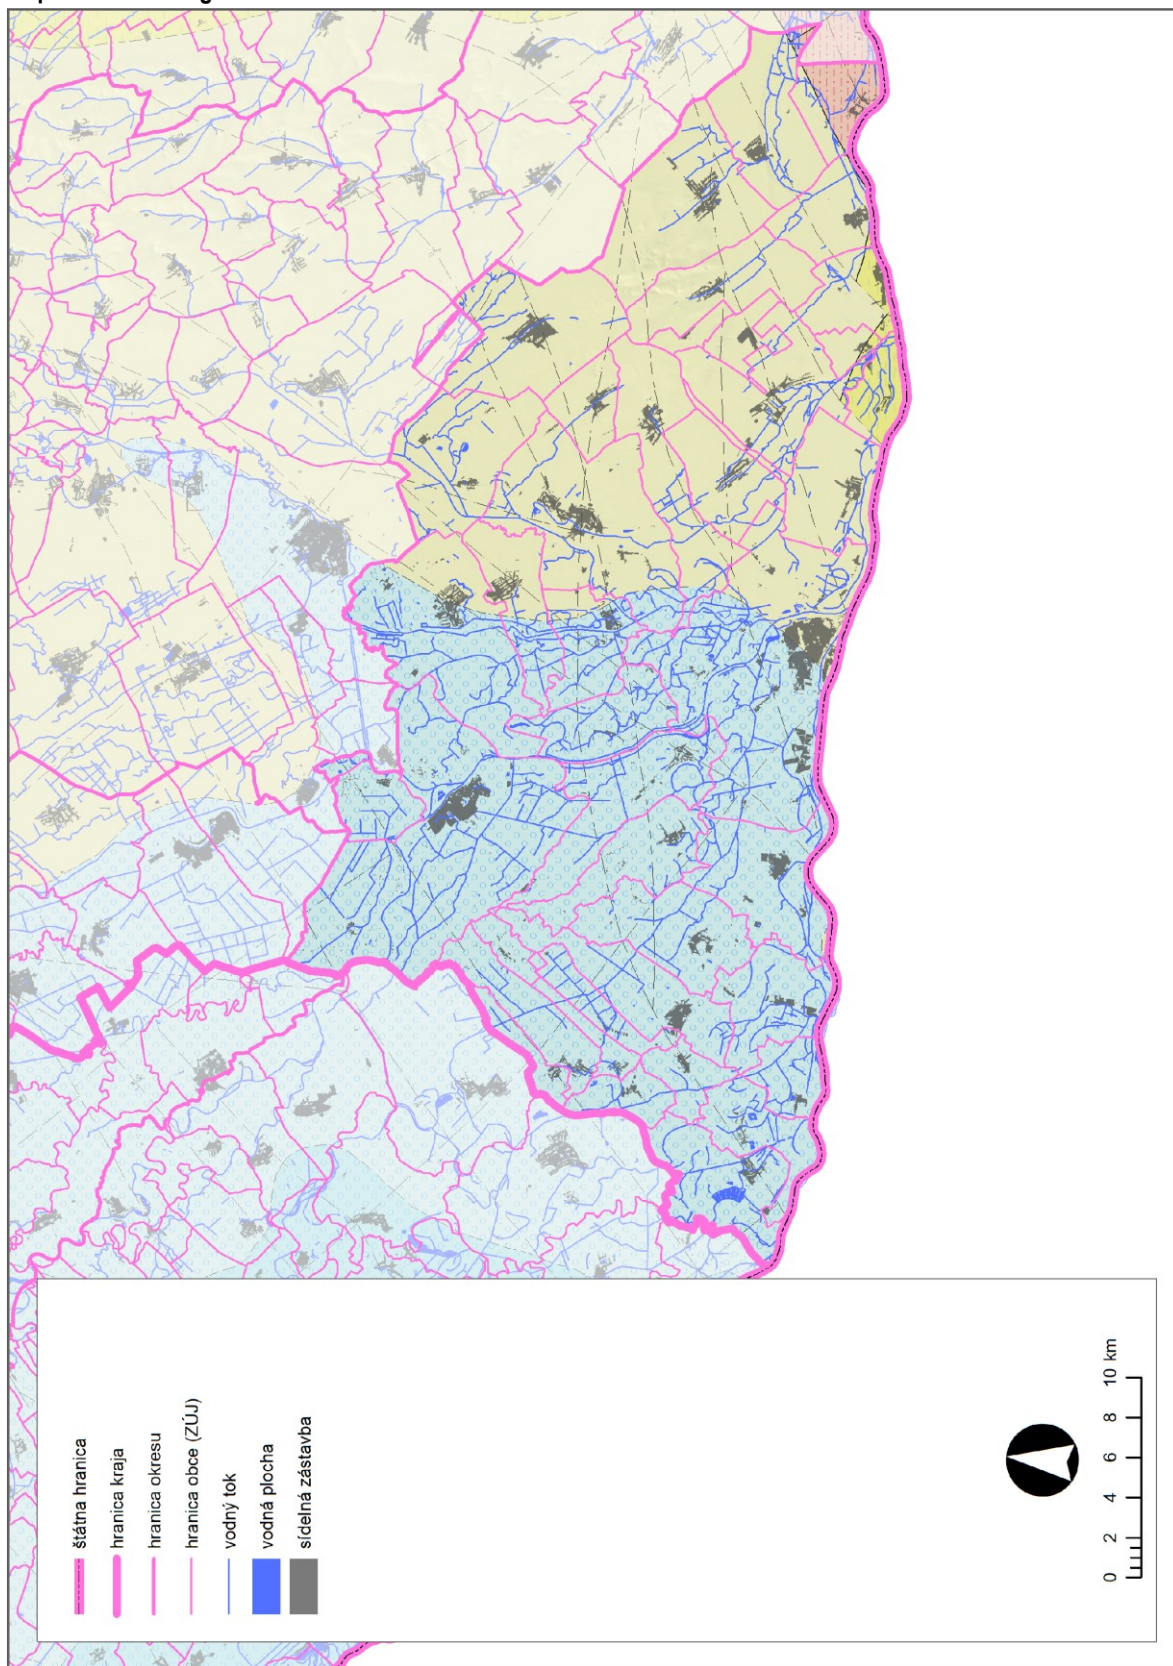 štátna hranica
hranica kraja
hranica okresu
hranica obce (ZÚJ)
vodný tok
vodná plocha
sídelná zástavba
0 2 4 6 8 10 km